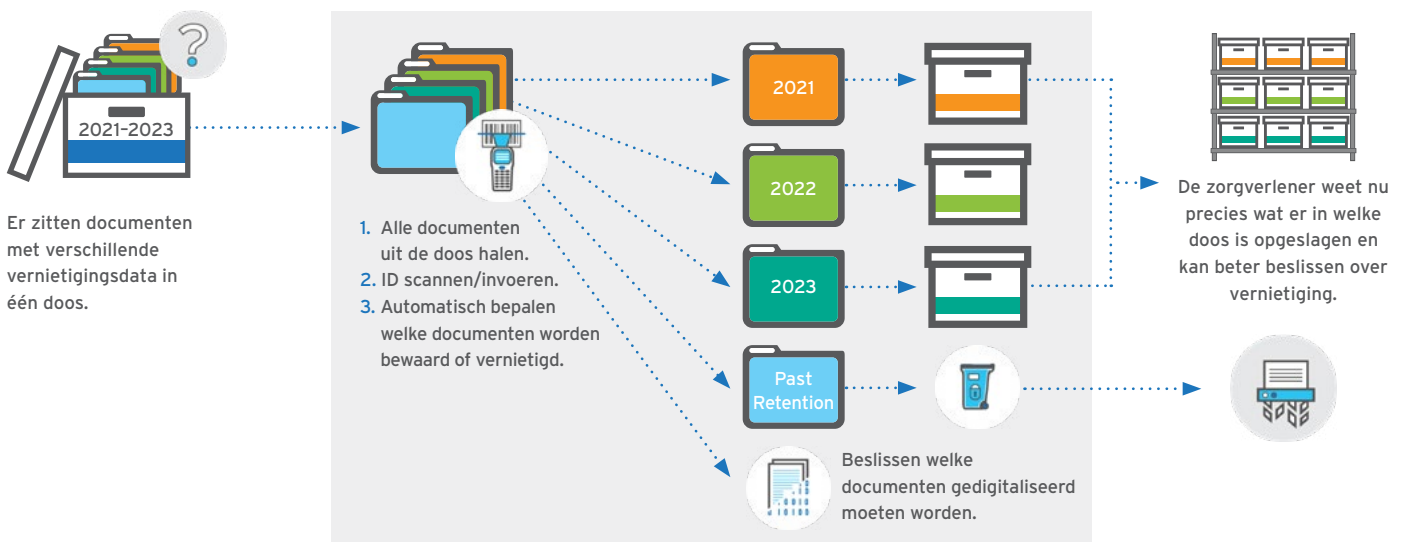 2021-2023
Er zitten documenten
met verschillende
vernietigingsdata in
één doos.
1. Alle documenten
uit de doos halen.
2. ID scannen/invoeren.
3. Automatisch bepalen
welke documenten worden
bewaard of vernietigd.
2021
2022
2023
Past
Retention
Beslissen welke
documenten gedigitaliseerd
moeten worden.
De zorgverlener weet nu
precies wat er in welke
doos is opgeslagen en
kan beter beslissen over
vernietiging.